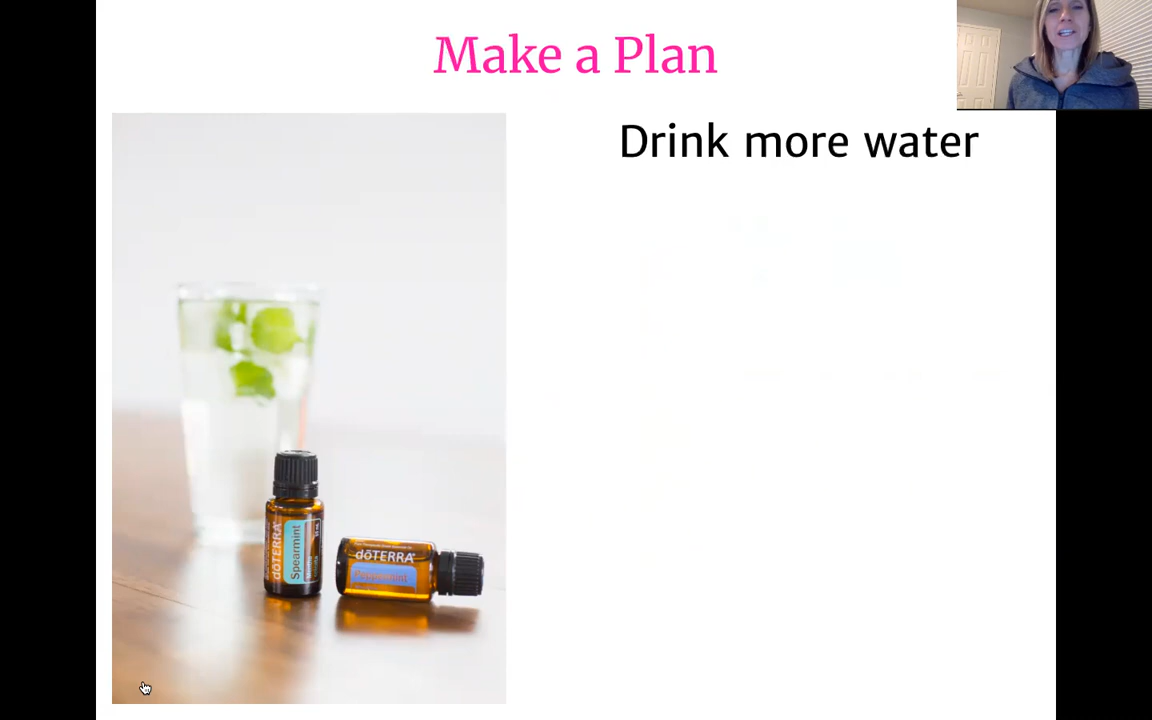 Make a Plan
Drink more water
dōTERRA
Spearmint
dōTERRA
Peppermint